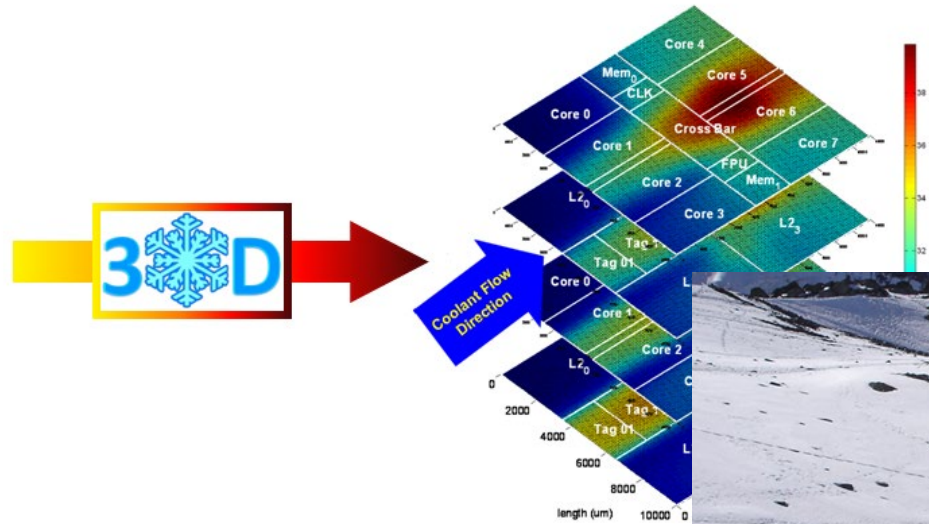 3D
Core 4
Mem0
Core 5
CLK
Core 0
Core 6
Cross Bar
Core 1
Core 7
FPU
Mem1
Core 2
L20
Core 3
L23
Tag 1
Tag 01
Core 0
L
Core 1
Core 2
L20
C
Tag 1
Tag 01
L
Coolant Flow
Direction
38
36
34
32
0
2000
4000
6000
8000
10000
0
length (um)